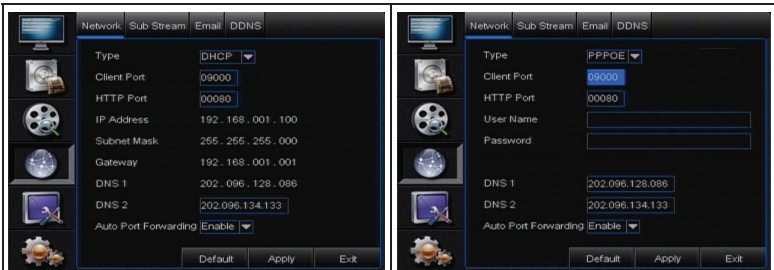 Network Sub Stream Email DDNS
Type DHCP
Client Port 09000
HTTP Port 00080
IP Address 192 . 168 . 001 . 100
Subnet Mask 255 . 255 . 255 . 000
Gateway 192 . 168 . 001 . 001
DNS 1 202 . 096 . 128 . 086
DNS 2 202.096.134.133
Auto Port Forwarding Enable
Default Apply Exit
Network Sub Stream Email DDNS
Type PPPOE
Client Port 09000
HTTP Port 00080
User Name
Password
DNS 1 202.096.128.086
DNS 2 202.096.134.133
Auto Port Forwarding Enable
Default Apply Exit